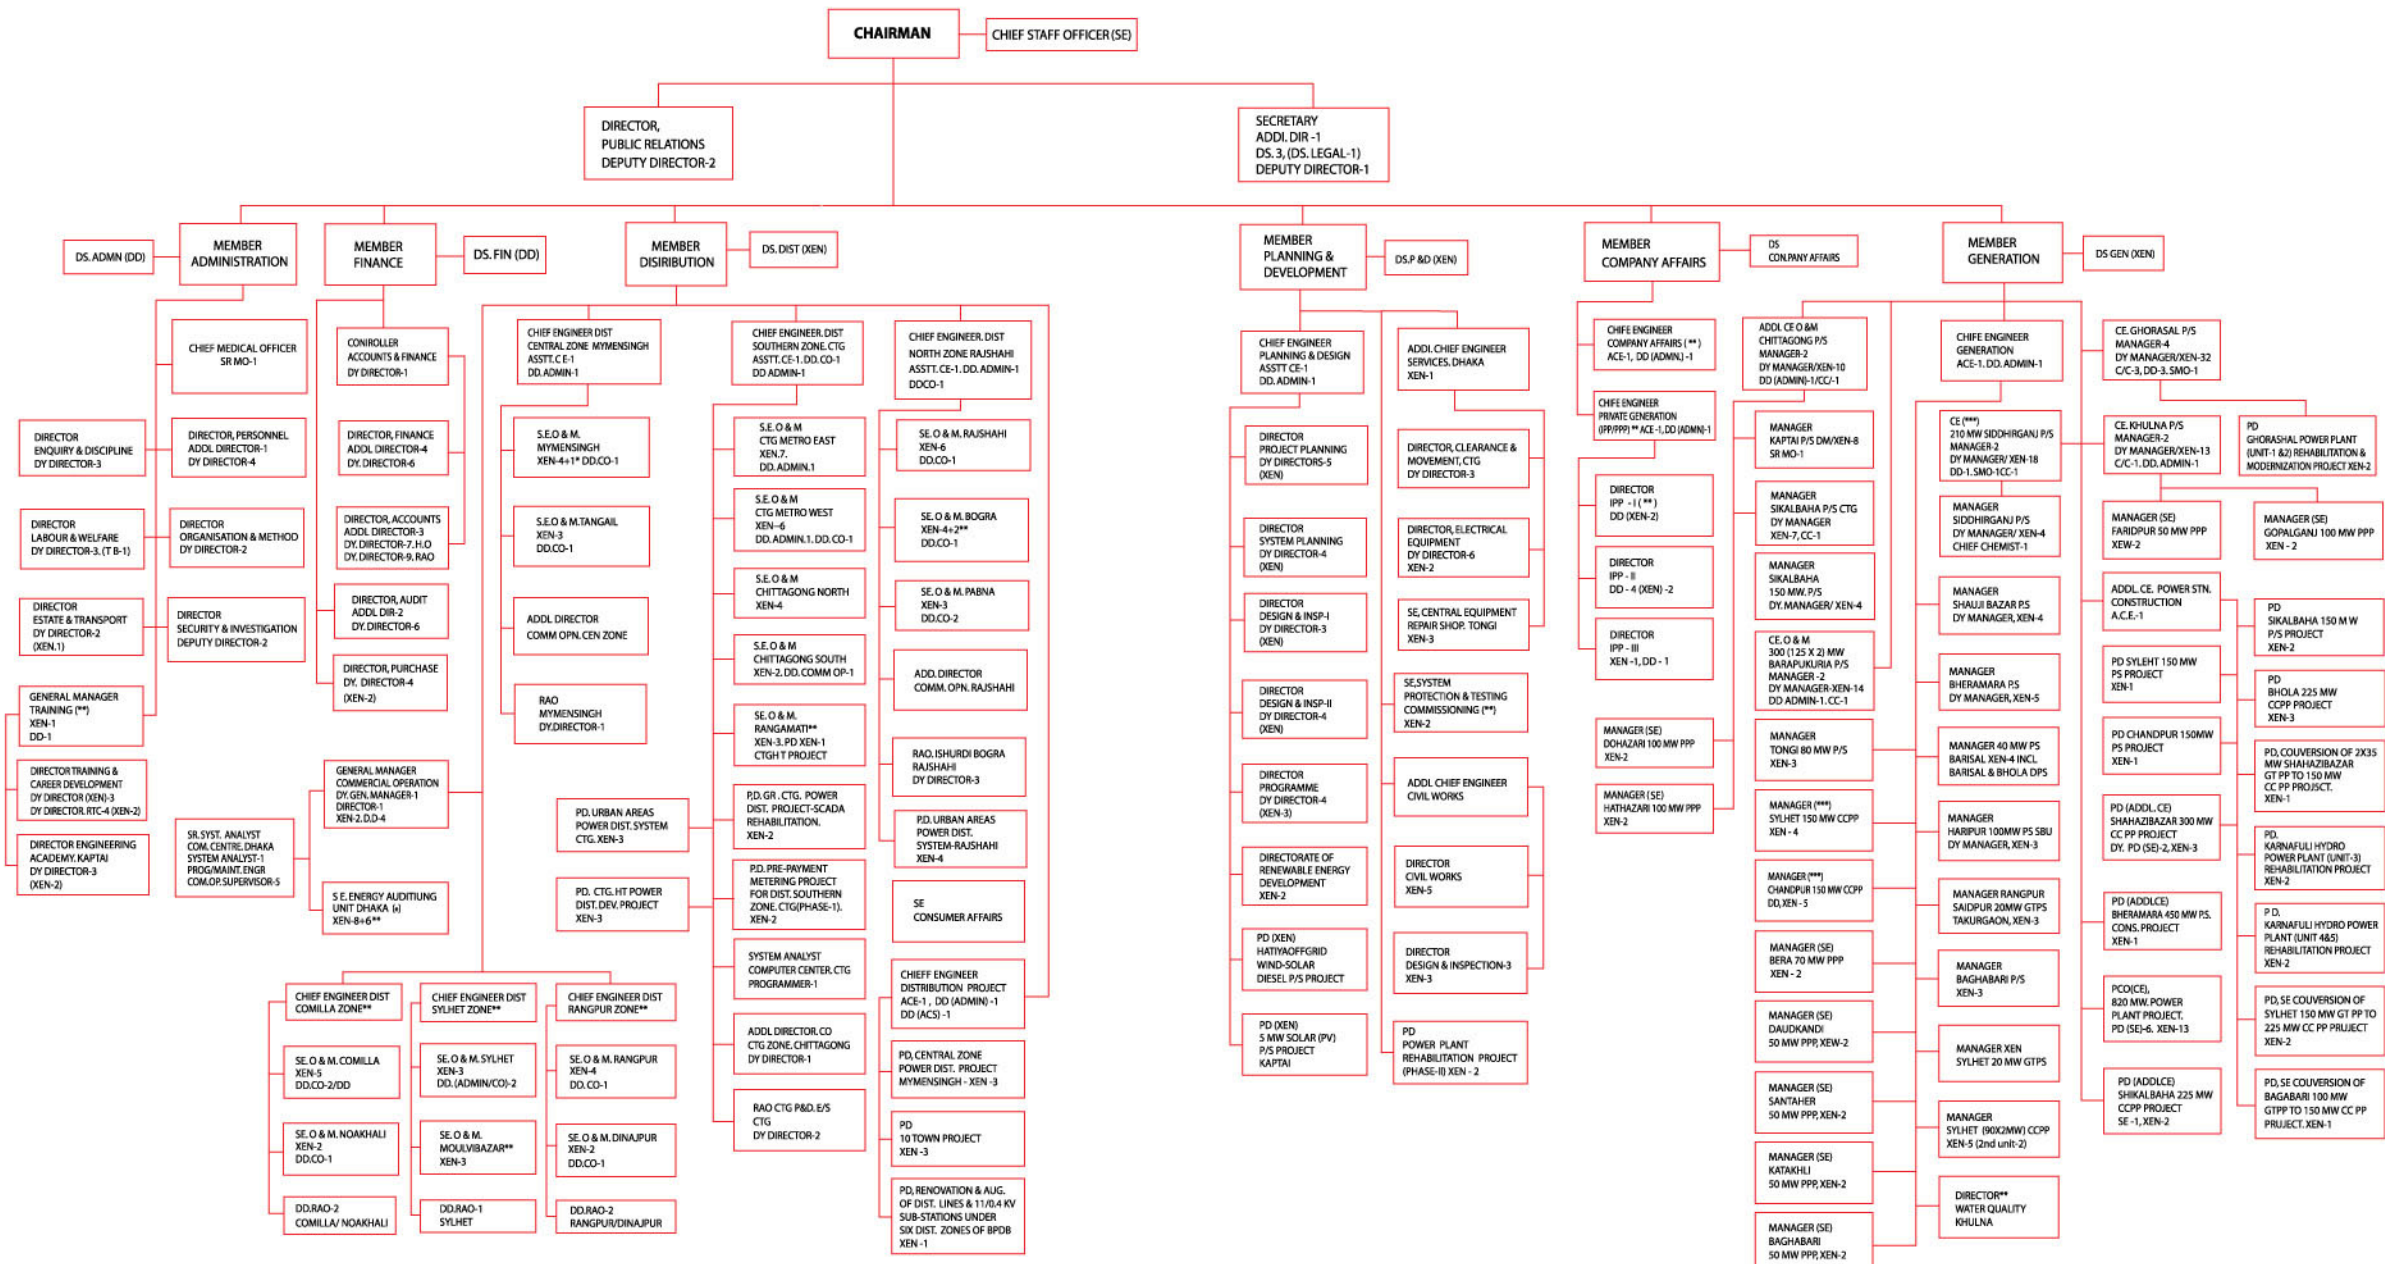 CHAIRMAN
CHIEF STAFF OFFICER (SE)
DIRECTOR,
PUBLIC RELATIONS
DEPUTY DIRECTOR-2
SECRETARY
ADDI. DIR -1
DS. 3, (DS. LEGAL-1)
DEPUTY DIRECTOR-1
DS. ADMN (DD)
MEMBER
ADMINISTRATION
MEMBER
FINANCE
DS. FIN (DD)
MEMBER
DISIRIBUTION
DS. DIST (XEN)
MEMBER
PLANNING &
DEVELOPMENT
DS.P &D (XEN)
MEMBER
COMPANY AFFAIRS
DS
CON.PANY AFFAIRS
MEMBER
GENERATION
DS GEN (XEN)
CHIEF MEDICAL OFFICER
SR MO-1
DIRECTOR
ENQUIRY & DISCIPLINE
DY DIRECTOR-3
DIRECTOR, PERSONNEL
ADDL DIRECTOR-1
DY DIRECTOR-4
DIRECTOR
LABOUR & WELFARE
DY DIRECTOR-3. (T B-1)
DIRECTOR
ORGANISATION & METHOD
DY DIRECTOR-2
DIRECTOR
ESTATE & TRANSPORT
DY DIRECTOR-2
(XEN.1)
DIRECTOR
SECURITY & INVESTIGATION
DEPUTY DIRECTOR-2
GENERAL MANAGER
TRAINING (**)
XEN-1
DD-1
DIRECTOR TRAINING &
CAREER DEVELOPMENT
DY DIRECTOR (XEN)-3
DY DIRECTOR. RTC-4 (XEN-2)
DIRECTOR ENGINEERING
ACADEMY. KAPTAI
DY DIRECTOR-3
(XEN-2)
CONIROLLER
ACCOUNTS & FINANCE
DY DIRECTOR-1
DIRECTOR, FINANCE
ADDL DIRECTOR-4
DY. DIRECTOR-6
DIRECTOR, ACCOUNTS
ADDL DIRECTOR-3
DY. DIRECTOR-7. H.O
DY. DIRECTOR-9, RAO
DIRECTOR, AUDIT
ADDL DIR-2
DY. DIRECTOR-6
DIRECTOR, PURCHASE
DY. DIRECTOR-4
(XEN-2)
GENERAL MANAGER
COMMERCIAL OPERATION
DY. GEN. MANAGER-1
DIRECTOR-1
XEN-2. D.D-4
SR. SYST. ANALYST
COM. CENTRE. DHAKA
SYSTEM ANALYST-1
PROG/MAINT. ENGR
COM.OP. SUPERVISOR-5
S E. ENERGY AUDITIUNG
UNIT DHAKA
XEN-8+6**
CHIEF ENGINEER DIST
COMILLA ZONE**
SE. O & M. COMILLA
XEN-5
DD.CO-2/DD
SE. O & M. NOAKHALI
XEN-2
DD.CO-1
DD.RAO-2
COMILLA/ NOAKHALI
CHIEF ENGINEER DIST
SYLHET ZONE**
SE. O & M. SYLHET
XEN-3
DD. (ADMIN/CO)-2
SE. O & M.
MOULVIBAZAR**
XEN-3
DD.RAO-1
SYLHET
CHIEF ENGINEER DIST
RANGPUR ZONE**
SE. O & M. RANGPUR
XEN-4
DD. CO-1
SE. O & M. DINAJPUR
XEN-2
DD.CO-1
DD.RAO-2
RANGPUR/DINAJPUR
CHIEF ENGINEER DIST
CENTRAL ZONE MYMENSINGH
ASSTT. C E-1
DD. ADMIN-1
S.E.O & M.
MYMENSINGH
XEN-4+1* DD.CO-1
S.E.O & M.TANGAIL
XEN-3
DD.CO-1
ADDL DIRECTOR
COMM OPN. CEN ZONE
RAO
MYMENSINGH
DY.DIRECTOR-1
CHIEF ENGINEER. DIST
SOUTHERN ZONE. CTG
ASSTT. CE-1. DD. CO-1
DD ADMIN-1
S.E. O & M
CTG METRO EAST
XEN.7.
DD. ADMIN.1
S.E. O & M
CTG METRO WEST
XEN--6
DD. ADMIN.1. DD. CO-1
S.E. O & M
CHITTAGONG NORTH
XEN-4
S.E. O & M
CHITTAGONG SOUTH
XEN-2. DD. COMM OP-1
SE. O & M.
RANGAMATI**
XEN-3. PD XEN-1
CTGH T PROJECT
P.D. URBAN AREAS
POWER DIST. SYSTEM
CTG. XEN-3
P.D. GR . CTG. POWER
DIST. PROJECT-SCADA
REHABILITATION.
XEN-2
PD. CTG. HT POWER
DIST. DEV. PROJECT
XEN-3
P.D. PRE-PAYMENT
METERING PROJECT
FOR DIST. SOUTHERN
ZONE. CTG(PHASE-1).
XEN-2
SYSTEM ANALYST
COMPUTER CENTER. CTG
PROGRAMMER-1
ADDL DIRECTOR. CO
CTG ZONE. CHITTAGONG
DY DIRECTOR-1
RAO CTG P&D. E/S
CTG
DY DIRECTOR-2
CHIEF ENGINEER. DIST
NORTH ZONE RAJSHAHI
ASSTT. CE-1. DD. ADMIN-1
DDCO-1
SE. O & M. RAJSHAHI
XEN-6
DD.CO-1
SE. O & M. BOGRA
XEN-4+2**
DD.CO-1
SE. O & M. PABNA
XEN-3
DD.CO-2
ADD. DIRECTOR
COMM. OPN. RAJSHAHI
RAO. ISHURDI BOGRA
RAJSHAHI
DY DIRECTOR-3
P.D. URBAN AREAS
POWER DIST.
SYSTEM-RAJSHAHI
XEN-4
SE
CONSUMER AFFAIRS
CHIEFF ENGINEER
DISTRIBUTION PROJECT
ACE-1 , DD (ADMIN) -1
DD (ACS) -1
PD, CENTRAL ZONE
POWER DIST. PROJECT
MYMENSINGH - XEN -3
PD
10 TOWN PROJECT
XEN -3
PD, RENOVATION & AUG.
OF DIST. LINES & 11/0.4 KV
SUB-STATIONS UNDER
SIX DIST. ZONES OF BPDB
XEN -1
CHIEF ENGINEER
PLANNING & DESIGN
ASSTT CE-1
DD. ADMIN-1
DIRECTOR
PROJECT PLANNING
DY DIRECTORS-5
(XEN)
DIRECTOR
SYSTEM PLANNING
DY DIRECTOR-4
(XEN)
DIRECTOR
DESIGN & INSP-I
DY DIRECTOR-3
(XEN)
DIRECTOR
DESIGN & INSP-II
DY DIRECTOR-4
(XEN)
DIRECTOR
PROGRAMME
DY DIRECTOR-4
(XEN-3)
DIRECTORATE OF
RENEWABLE ENERGY
DEVELOPMENT
XEN-2
PD (XEN)
HATIYAOFFGRID
WIND-SOLAR
DIESEL P/S PROJECT
PD (XEN)
5 MW SOLAR (PV)
P/S PROJECT
KAPTAI
ADDI. CHIEF ENGINEER
SERVICES. DHAKA
XEN-1
DIRECTOR, CLEARANCE &
MOVEMENT, CTG
DY DIRECTOR-3
DIRECTOR, ELECTRICAL
EQUIPMENT
DY DIRECTOR-6
XEN-2
SE, CENTRAL EQUIPMENT
REPAIR SHOP. TONGI
XEN-3
SE,SYSTEM
PROTECTION & TESTING
COMMISSIONING (**)
XEN-2
ADDL CHIEF ENGINEER
CIVIL WORKS
DIRECTOR
CIVIL WORKS
XEN-5
DIRECTOR
DESIGN & INSPECTION-3
XEN-3
PD
POWER PLANT
REHABILITATION PROJECT
(PHASE-II) XEN - 2
CHIFE ENGINEER
COMPANY AFFAIRS ( ** )
ACE-1, DD (ADMN.) -1
CHIFE ENGINEER
PRIVATE GENERATION
(IPP/PPP) ** ACE -1, DD (ADMN)-1
DIRECTOR
IPP - I ( ** )
DD (XEN-2)
DIRECTOR
IPP - II
DD - 4 (XEN) -2
DIRECTOR
IPP - III
XEN -1, DD - 1
MANAGER (SE)
DOHAZARI 100 MW PPP
XEN-2
MANAGER (SE)
HATHAZARI 100 MW PPP
XEN-2
ADDL CE O &M
CHITTAGONG P/S
MANAGER-2
DY MANAGER/XEN-10
DD (ADMIN)-1/CC/-1
MANAGER
KAPTAI P/S DM/XEN-8
SR MO-1
MANAGER
SIKALBAHA P/S CTG
DY MANAGER
XEN-7, CC-1
MANAGER
SIKALBAHA
150 MW. P/S
DY. MANAGER/ XEN-4
CE. O & M
300 (125 X 2) MW
BARAPUKURIA P/S
MANAGER -2
DY MANAGER-XEN-14
DD ADMIN-1. CC-1
MANAGER
TONGI 80 MW P/S
XEN-3
MANAGER (***)
SYLHET 150 MW CCPP
XEN - 4
MANAGER (***)
CHANDPUR 150 MW CCPP
DD, XEN - 5
MANAGER (SE)
BERA 70 MW PPP
XEN - 2
MANAGER (SE)
DAUDKANDI
50 MW PPP, XEW-2
MANAGER (SE)
SANTAHER
50 MW PPP, XEN-2
MANAGER (SE)
KATAKHLI
50 MW PPP, XEN-2
MANAGER (SE)
BAGHABARI
50 MW PPP, XEN-2
CHIFE ENGINEER
GENERATION
ACE-1. DD. ADMIN-1
CE (***)
210 MW SIDDHIRGANJ P/S
MANAGER-2
DY MANAGER/ XEN-18
DD-1. SMO-1CC-1
MANAGER
SIDDHIRGANJ P/S
DY MANAGER/ XEN-4
CHIEF CHEMIST-1
MANAGER
SHAUJI BAZAR P.S
DY MANAGER, XEN-4
MANAGER
BHERAMARA P.S
DY MANAGER, XEN-5
MANAGER 40 MW PS
BARISAL XEN-4 INCL
BARISAL & BHOLA DPS
MANAGER
HARIPUR 100MW PS SBU
DY MANAGER, XEN-3
MANAGER RANGPUR
SAIDPUR 20MW GTPS
TAKURGAON, XEN-3
MANAGER
BAGHABARI P/S
XEN-3
MANAGER XEN
SYLHET 20 MW GTPS
MANAGER
SYLHET (90X2MW) CCPP
XEN-5 (2nd unit-2)
DIRECTOR**
WATER QUALITY
KHULNA
CE. GHORASAL P/S
MANAGER-4
DY MANAGER/XEN-32
C/C-3, DD-3. SMO-1
CE. KHULNA P/S
MANAGER-2
DY MANAGER/XEN-13
C/C-1. DD. ADMIN-1
PD
GHORASHAL POWER PLANT
(UNIT-1 &2) REHABILITATION &
MODERNIZATION PROJECT XEN-2
MANAGER (SE)
FARIDPUR 50 MW PPP
XEW-2
MANAGER (SE)
GOPALGANJ 100 MW PPP
XEN - 2
ADDL. CE. POWER STN.
CONSTRUCTION
A.C.E.-1
PD SYLEHT 150 MW
PS PROJECT
XEN-1
PD CHANDPUR 150MW
PS PROJECT
XEN-1
PD (ADDL. CE)
SHAHAZIBAZAR 300 MW
CC PP PROJECT
DY. PD (SE)-2, XEN-3
PD (ADDLCE)
BHERAMARA 450 MW P.S.
CONS. PROJECT
XEN-1
PCO(CE),
820 MW. POWER
PLANT PROJECT.
PD (SE)-6. XEN-13
PD (ADDLCE)
SHIKALBAHA 225 MW
CCPP PROJECT
SE -1, XEN-2
PD
SIKALBAHA 150 M W
P/S PROJECT
XEN-2
PD
BHOLA 225 MW
CCPP PROJECT
XEN-3
PD, COUVERSION OF 2X35
MW SHAHAZIBAZAR
GT PP TO 150 MW
CC PP PROJSCT.
XEN-1
PD.
KARNAFULI HYDRO
POWER PLANT (UNIT-3)
REHABILITATION PROJECT
XEN-2
P D.
KARNAFULI HYDRO POWER
PLANT (UNIT 4&5)
REHABILITATION PROJECT
XEN-2
PD, SE COUVERSION OF
SYLHET 150 MW GT PP TO
225 MW CC PP PRUJECT
XEN-2
PD, SE COUVERSION OF
BAGABARI 100 MW
GTPP TO 150 MW CC PP
PRUJECT. XEN-1